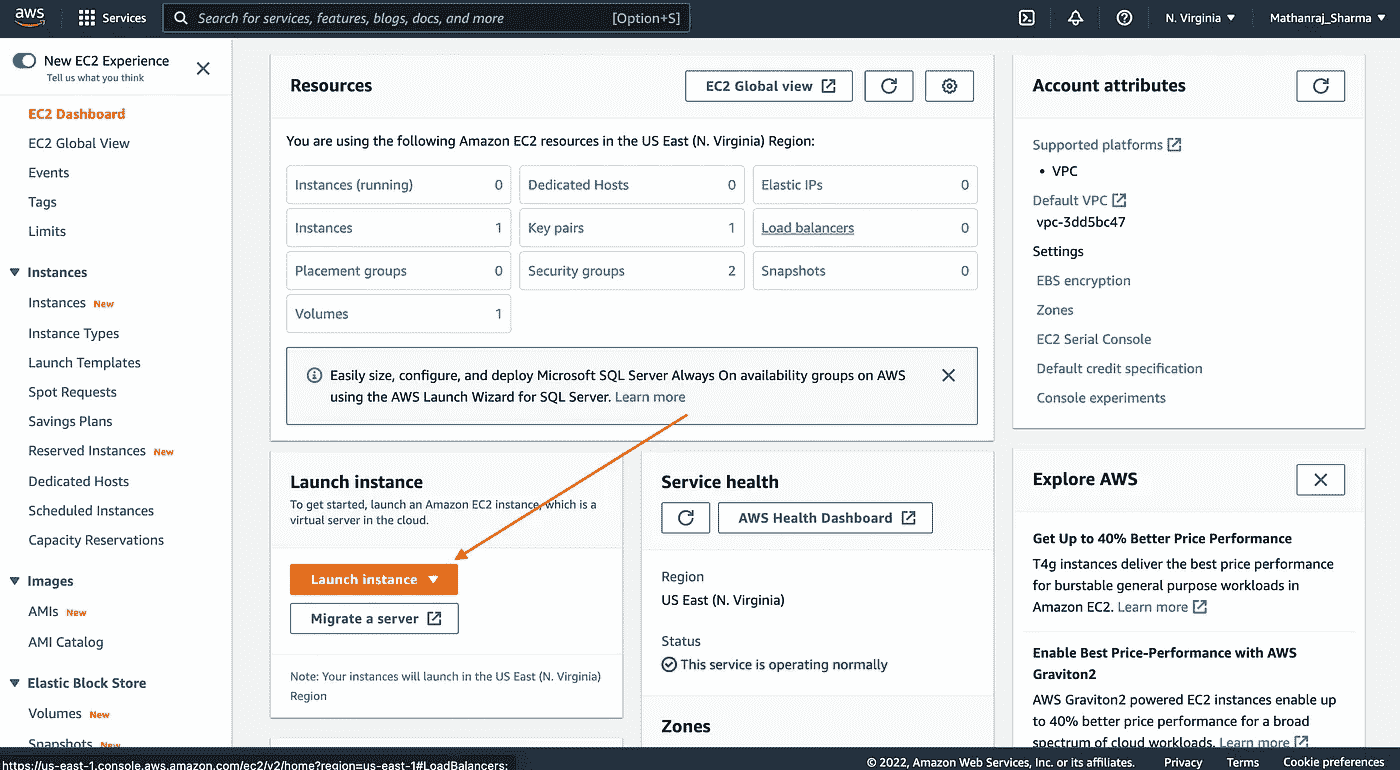 aws
Services
Search for services, features, blogs, docs, and more
[Option+S]
N. Virginia
Mathanraj_Sharma
New EC2 Experience
Tell us what you think
EC2 Dashboard
EC2 Global View
Events
Tags
Limits
Instances
Instances New
Instance Types
Launch Templates
Spot Requests
Savings Plans
Reserved Instances New
Dedicated Hosts
Scheduled Instances
Capacity Reservations
Images
AMIs New
AMI Catalog
Elastic Block Store
Volumes New
Snapshots New
https://us-east-1.console.aws.amazon.com/ec2/v2/home?region=us-east-1#LoadBalancers:
Resources
EC2 Global view
You are using the following Amazon EC2 resources in the US East (N. Virginia) Region:
Instances (running) 0
Dedicated Hosts 0
Elastic IPs 0
Instances 1
Key pairs 1
Load balancers 0
Placement groups 0
Security groups 2
Snapshots 0
Volumes 1
Easily size, configure, and deploy Microsoft SQL Server Always On availability groups on AWS
using the AWS Launch Wizard for SQL Server. Learn more
Launch instance
To get started, launch an Amazon EC2 instance, which is a
virtual server in the cloud.
Launch instance
Migrate a server
Note: Your instances will launch in the US East (N. Virginia)
Region
Service health
AWS Health Dashboard
Region
US East (N. Virginia)
Status
This service is operating normally
Zones
Account attributes
Supported platforms
• VPC
Default VPC
vpc-3dd5bc47
Settings
EBS encryption
Zones
EC2 Serial Console
Default credit specification
Console experiments
Explore AWS
Get Up to 40% Better Price Performance
T4g instances deliver the best price performance
for burstable general purpose workloads in
Amazon EC2. Learn more
Enable Best Price-Performance with AWS
Graviton2
AWS Graviton2 powered EC2 instances enable up
to 40% better price performance for a broad
spectrum of cloud workloads. Learn more
© 2022, Amazon Web Services, Inc. or its affiliates.
Privacy
Terms
Cookie preferences